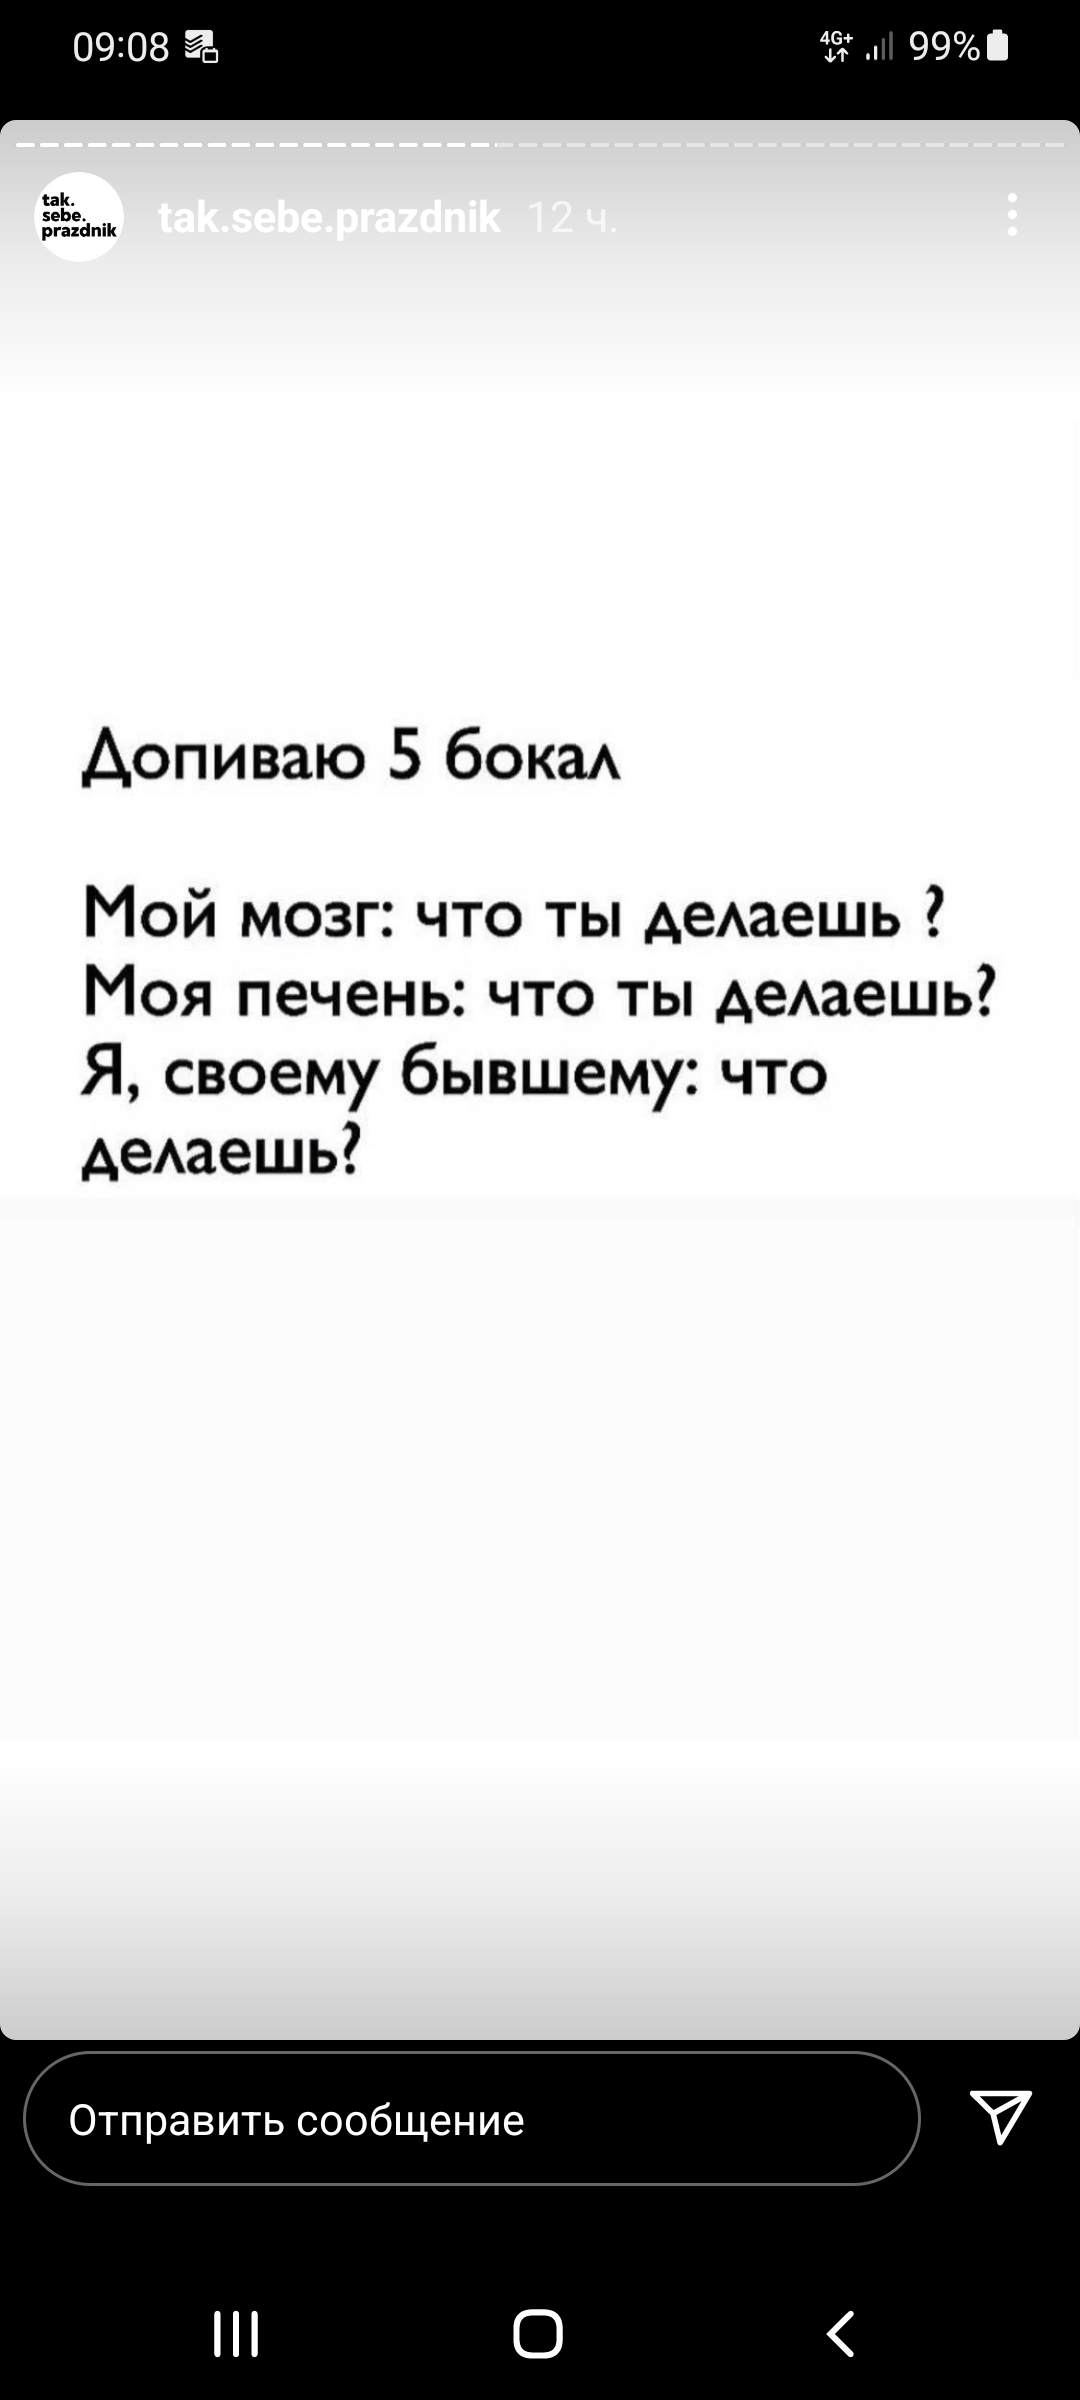 09:08
4G+
99%
tak.
sebe.
prazdnik
tak.sebe.prazdnik 12 ч.
Допиваю 5 бокал
Мой мозг: что ты делаешь ?
Моя печень: что ты делаешь?
Я, своему бывшему: что
делаешь?
Отправить сообщение